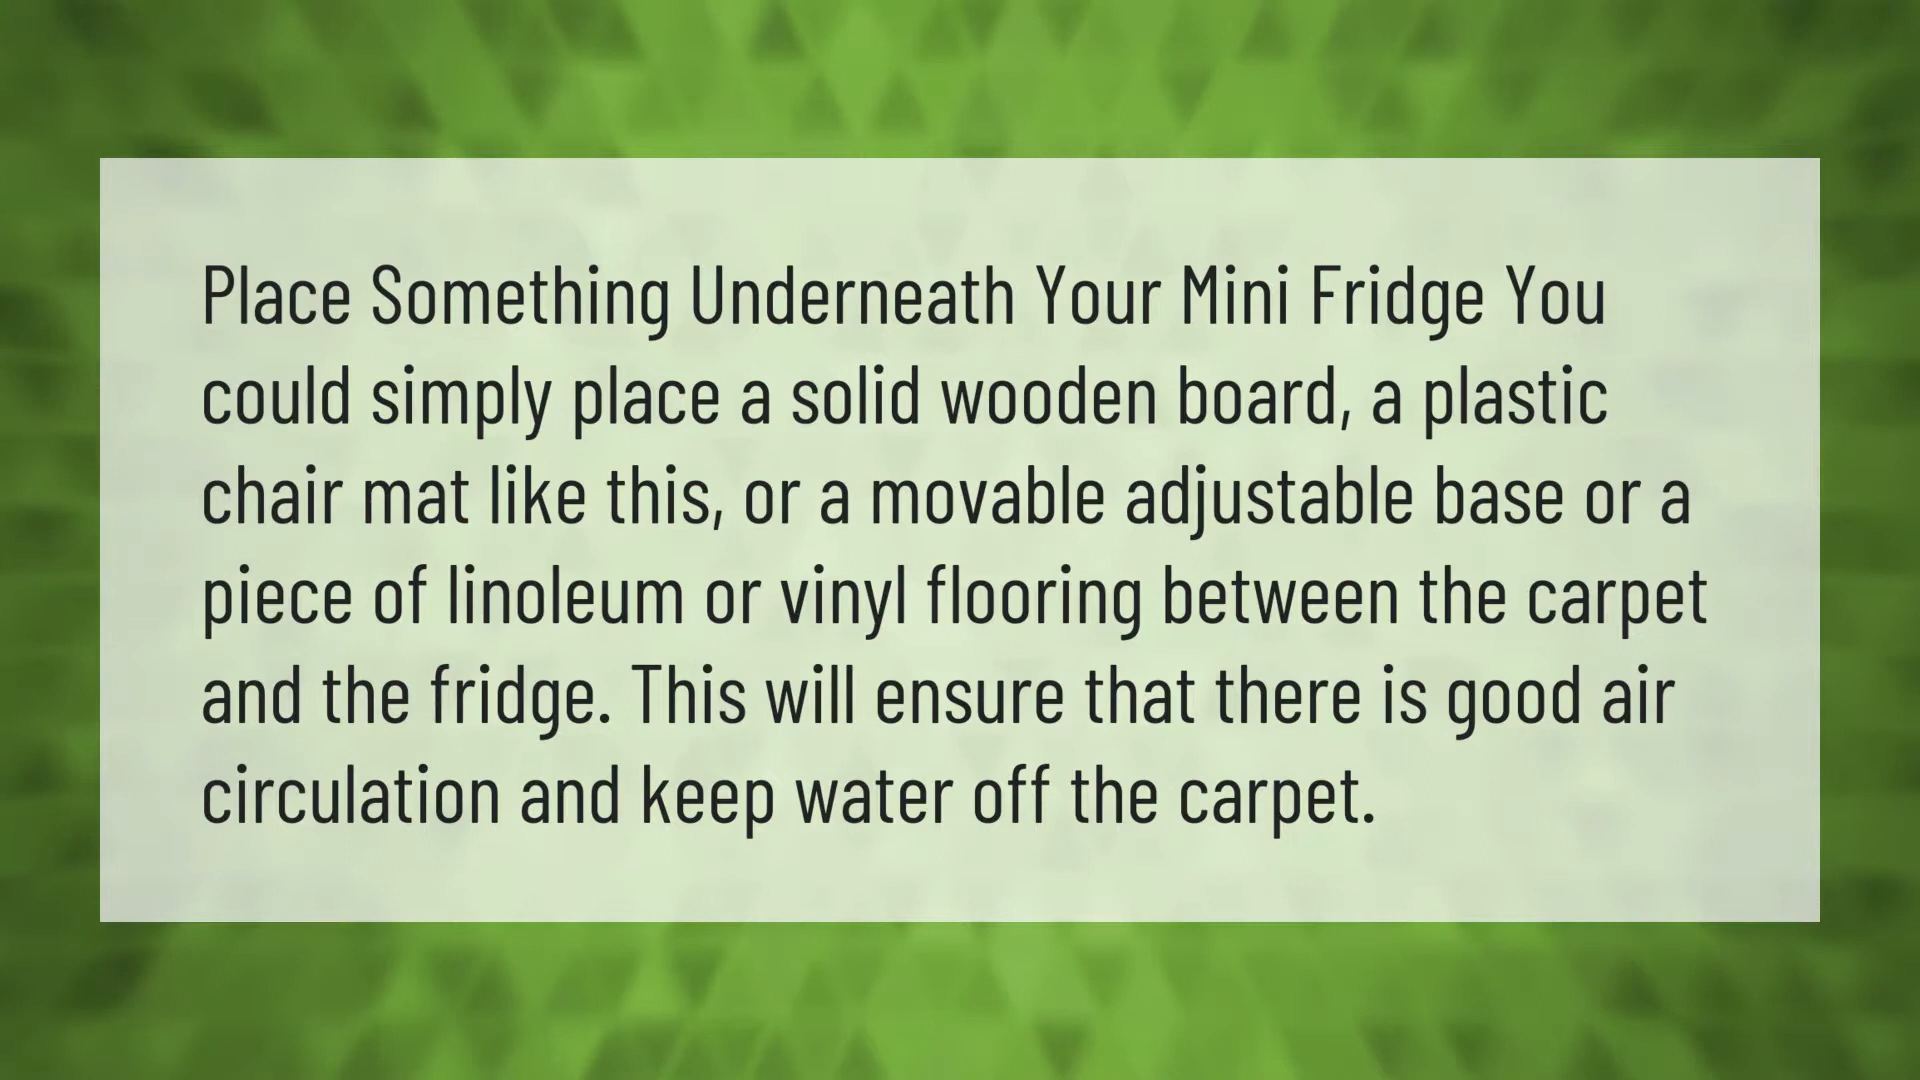 Place Something Underneath Your Mini Fridge You
could simply place a solid wooden board, a plastic
chair mat like this, or a movable adjustable base or a
piece of linoleum or vinyl flooring between the carpet
and the fridge. This will ensure that there is good air
circulation and keep water off the carpet.